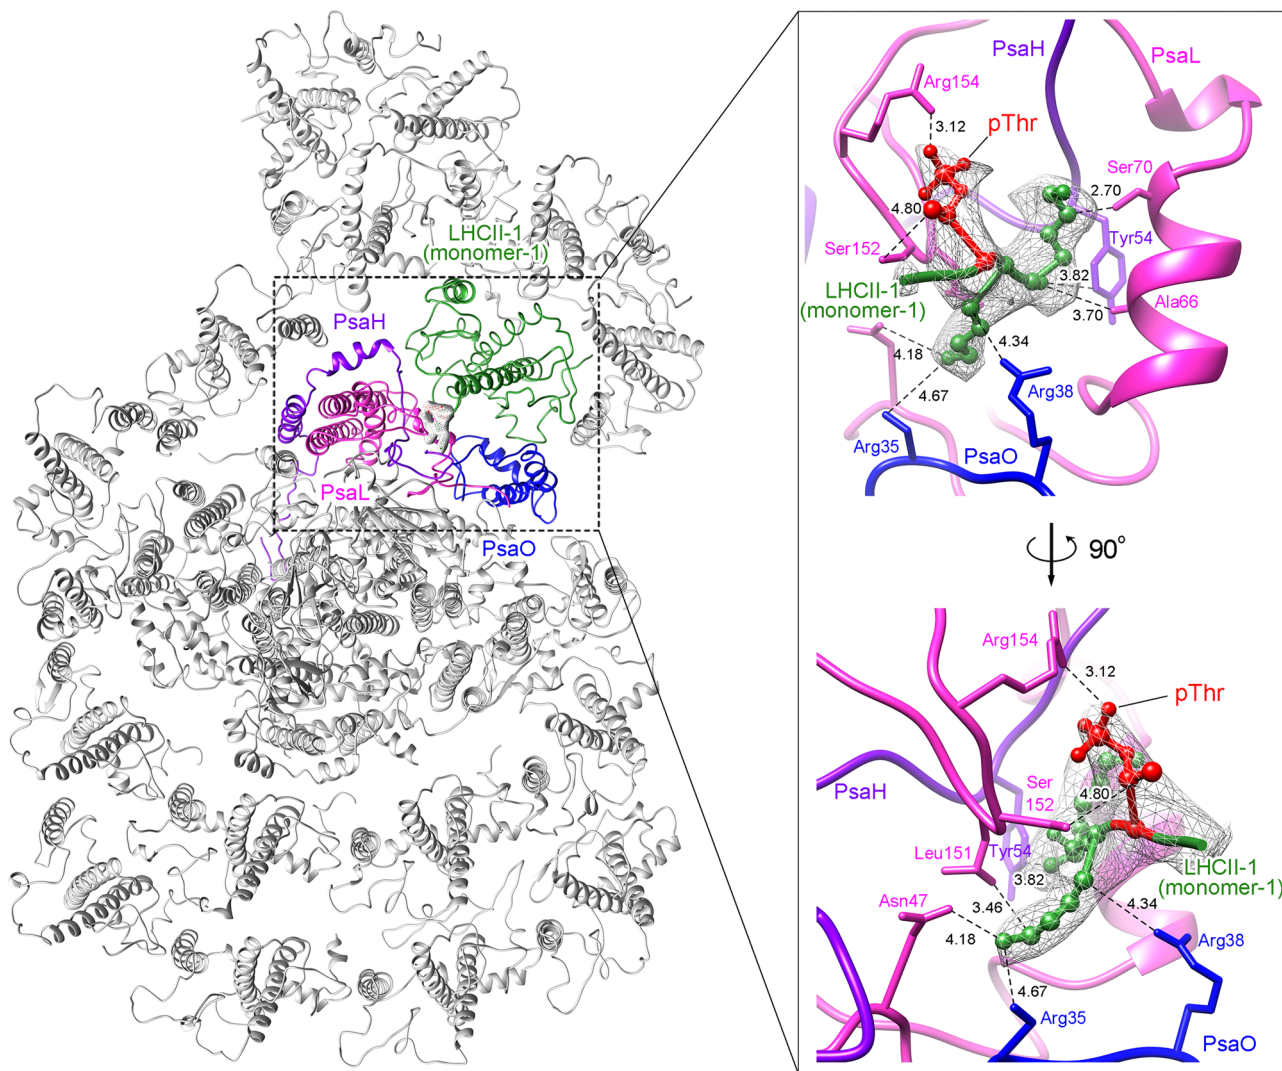 LHCII-1
(monomer-1)
PsaH
PsaL
PsaO
PsaH
PsaL
Arg154
3.12
pThr
Ser70
2.70
4.80
Ser152
Tyr54
3.82
LHCII-1
(monomer-1)
Ala66
3.70
4.34
4.18
Arg38
4.67
Arg35
PsaO
90°
Arg154
3.12
pThr
PsaH
Ser
152
4.80
Leu151
Tyr54
LHCII-1
(monomer-1)
3.82
Asn47
3.46
4.34
4.18
Arg38
4.67
Arg35
PsaO